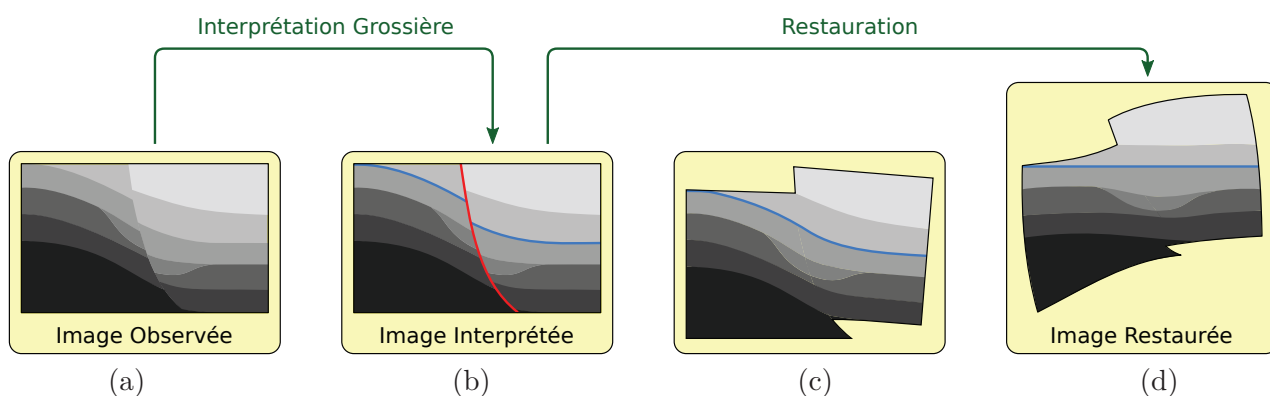 Interprétation Grossière
Restauration
Image Observée
Image Interprétée
Image Restaurée
(a)
(b)
(c)
(d)